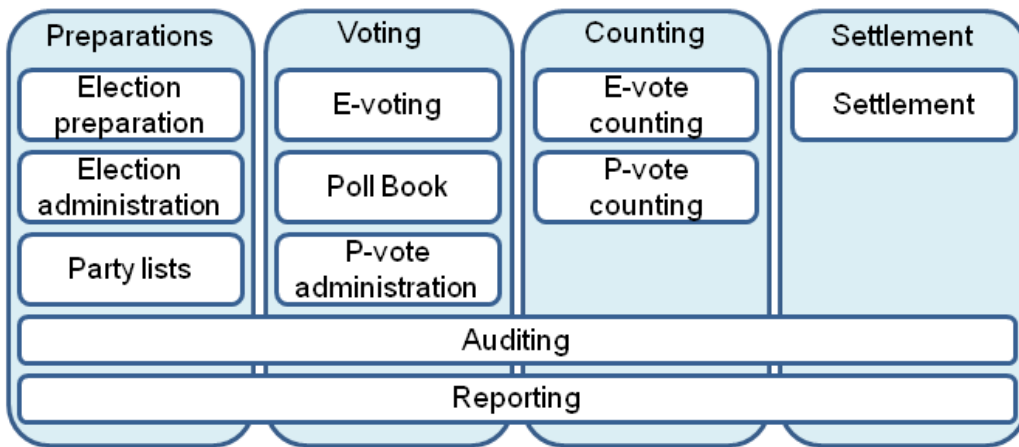 Preparations
Election
preparation
Election
administration
Party lists
Voting
E-voting
Poll Book
P-vote
administration
Counting
E-vote
counting
P-vote
counting
Settlement
Settlement
Auditing
Reporting